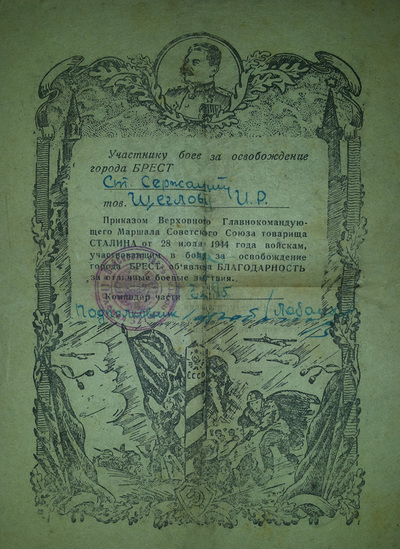 Участнику боев за освобождение
города БРЕСТ
Ст. Сержанту
тов. Щеглову И.Р.
Приказом Верховного Главнокомандую-
щего Маршала Советского Союза товарища
СТАЛИНА от 28 июля 1944 года войскам,
участвовавшим в боях за освобождение
города БРЕСТ объявлена БЛАГОДАРНОСТЬ
за отличные боевые действия.
Командир части
Подполковник
СССР